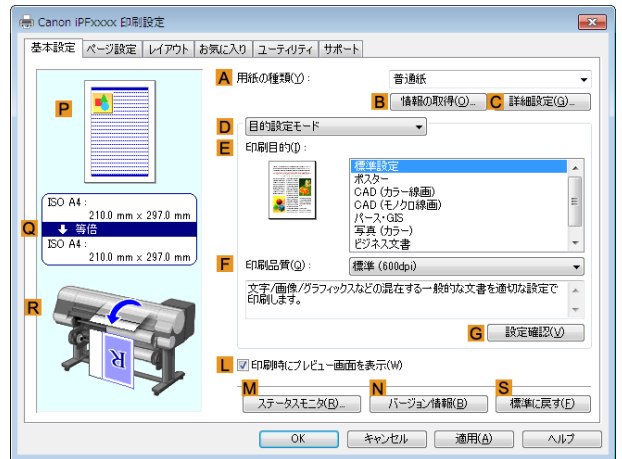 Canon iPFxxxx 印刷設定
基本設定 ページ設定 レイアウト お気に入り ユーティリティ サポート
A 用紙の種類(Y): 普通紙
B 情報の取得(O)... C 詳細設定(G)...
P
D 目的設定モード
E 印刷目的(I):
標準設定
ポスター
CAD (カラー線画)
CAD (モノクロ線画)
パース・GIS
写真 (カラー)
ビジネス文書
ISO A4 :
210.0 mm × 297.0 mm
Q 等倍
ISO A4 :
210.0 mm × 297.0 mm
F 印刷品質(Q): 標準 (600dpi)
文字/画像/グラフィックスなどの混在する一般的な文書を適切な設定で
印刷します。
R
R
G 設定確認(V)
L 印刷時にプレビュー画面を表示(W)
M N S
ステータスモニタ(R)... バージョン情報(B) 標準に戻す(F)
OK キャンセル 適用(A) ヘルプ